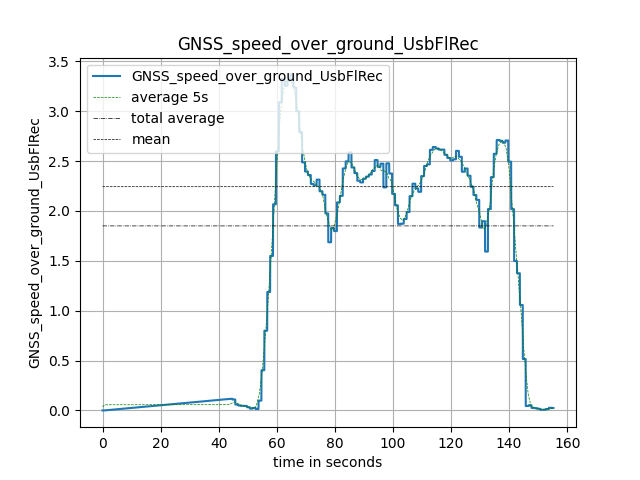 GNSS_speed_over_ground_UsbFlRec
GNSS_speed_over_ground_UsbFlRec
average 5s
total average
mean
GNSS_speed_over_ground_UsbFlRec
3.5
3.0
2.5
2.0
1.5
1.0
0.5
0.0
0 20 40 60 80 100 120 140 160
time in seconds